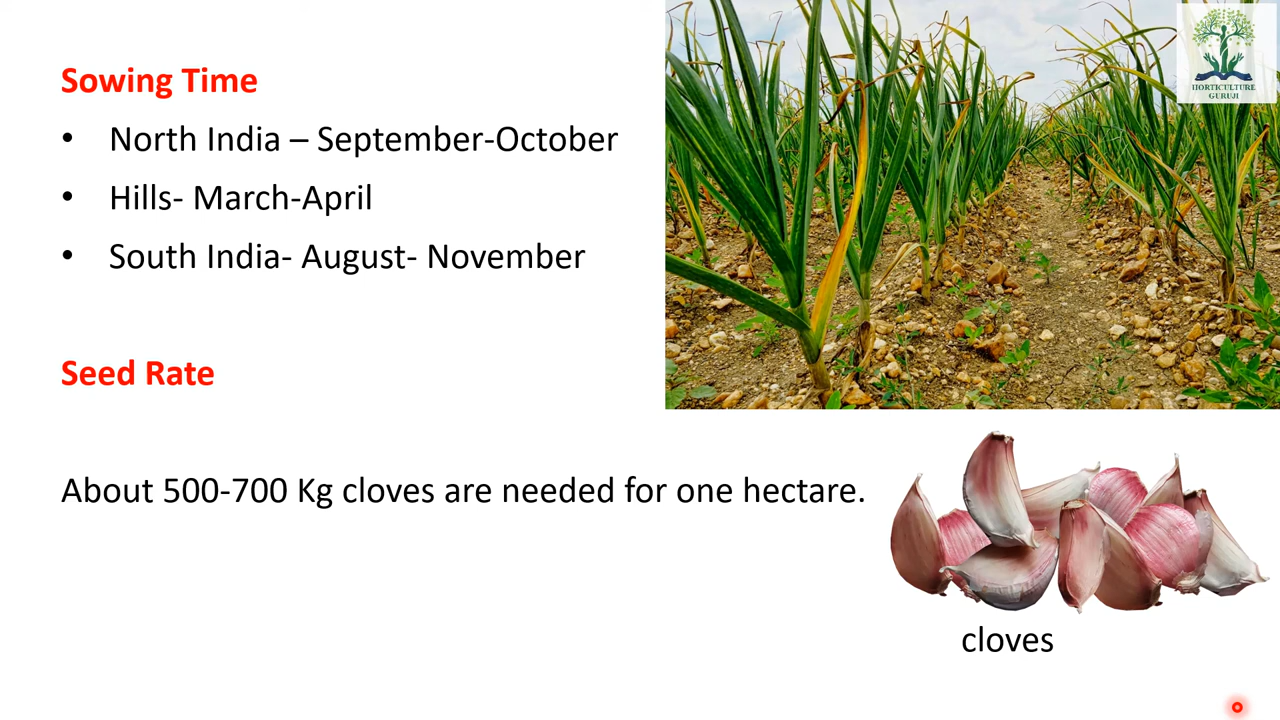 Sowing Time
• North India – September-October
• Hills- March-April
• South India- August- November
Seed Rate
About 500-700 Kg cloves are needed for one hectare.
cloves
HORTICULTURE
GURUJI